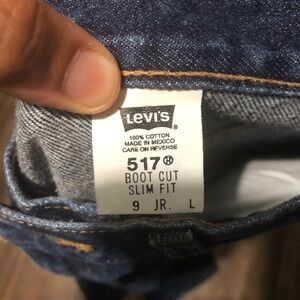 LEVI'S®
100% COTTON
MADE IN MEXICO
CARE ON REVERSE
517®
BOOT CUT
SLIM FIT
9 JR. L